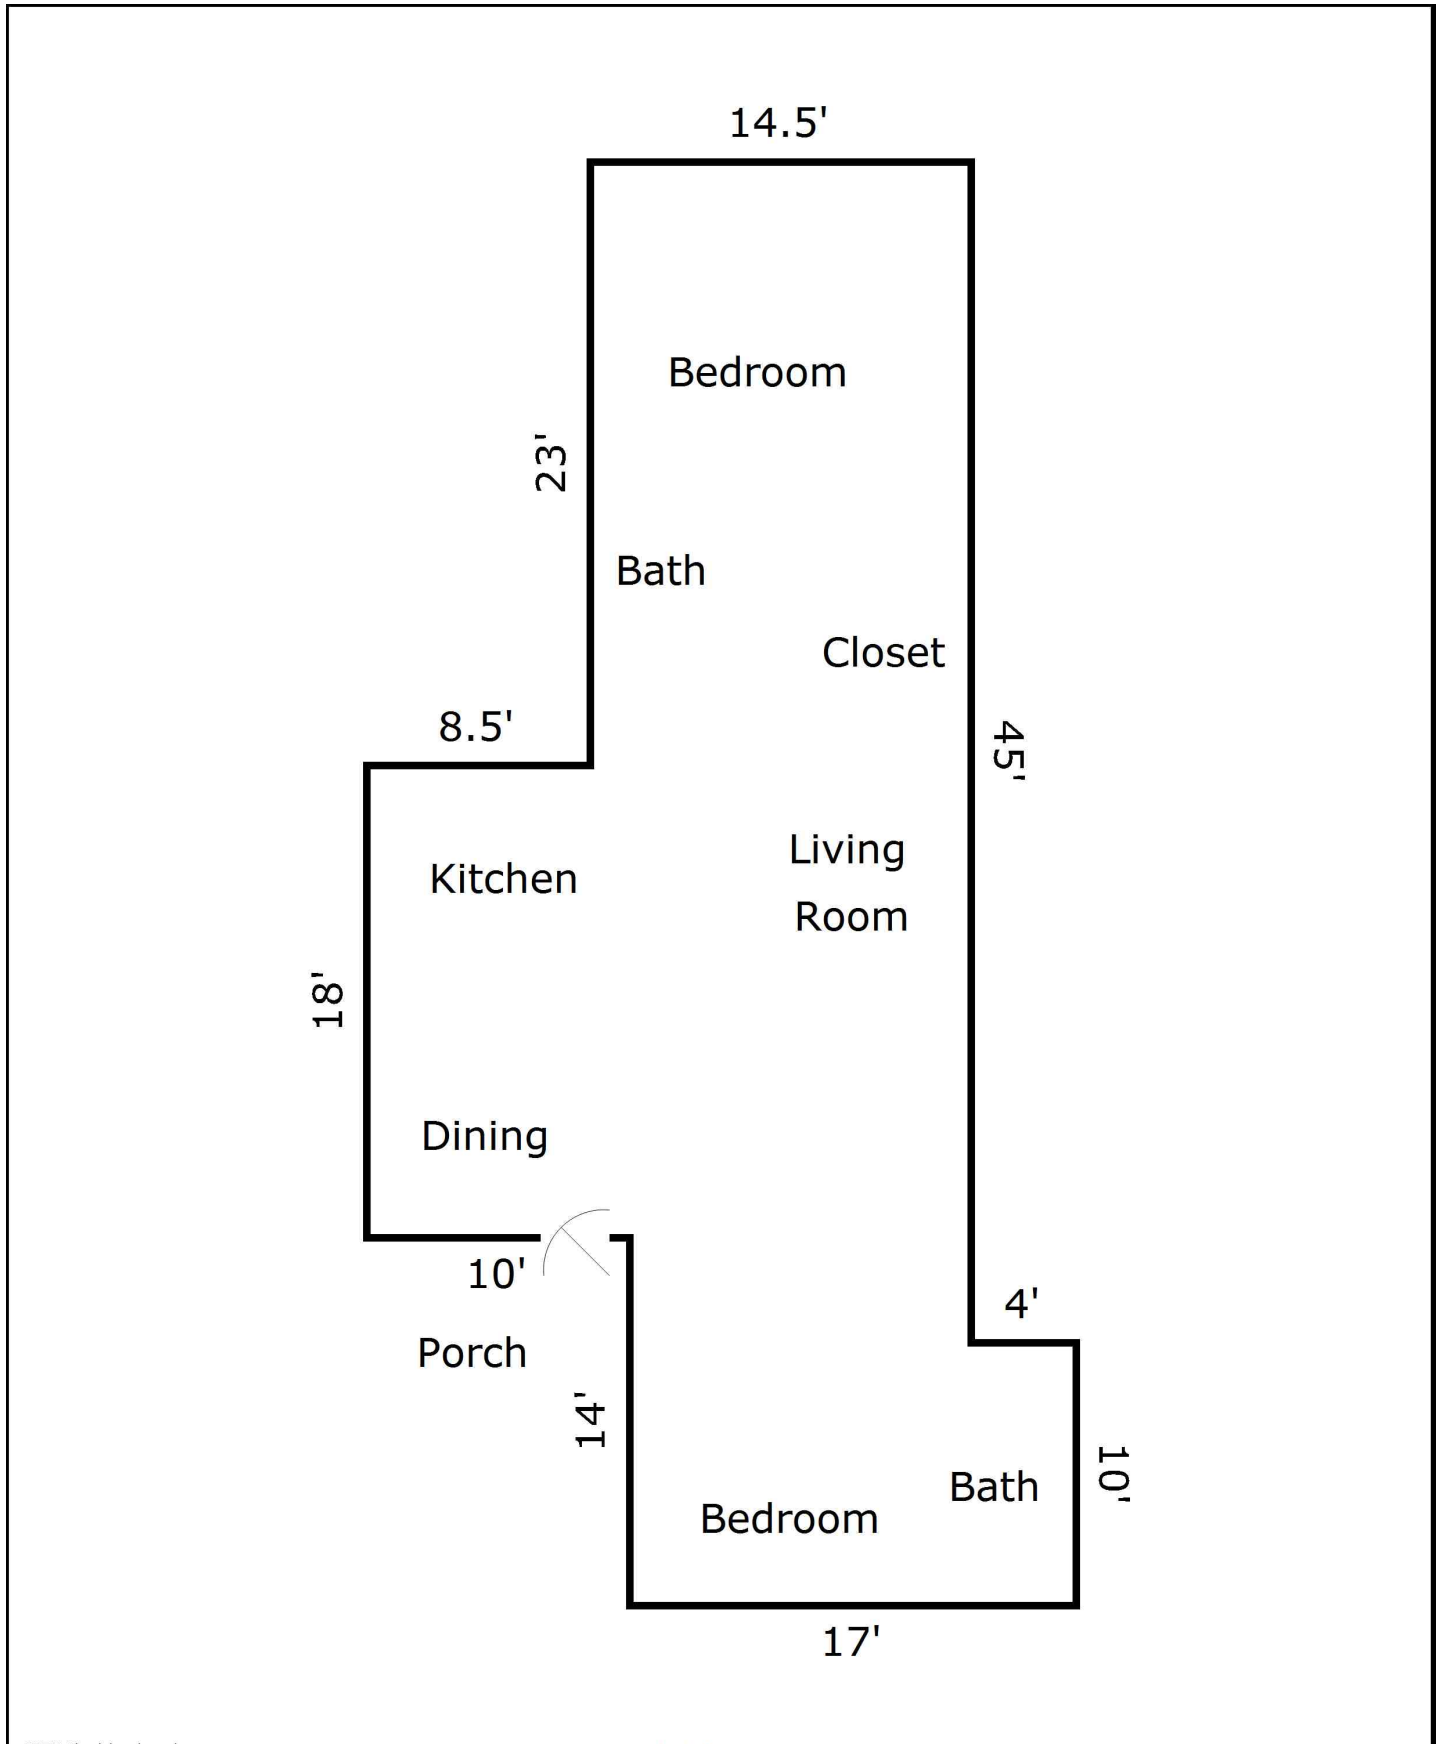 14.5'
Bedroom
23'
Bath
Closet
8.5'
45'
Living
Room
Kitchen
18'
Dining
10'
4'
Porch
14'
10'
Bath
Bedroom
17'